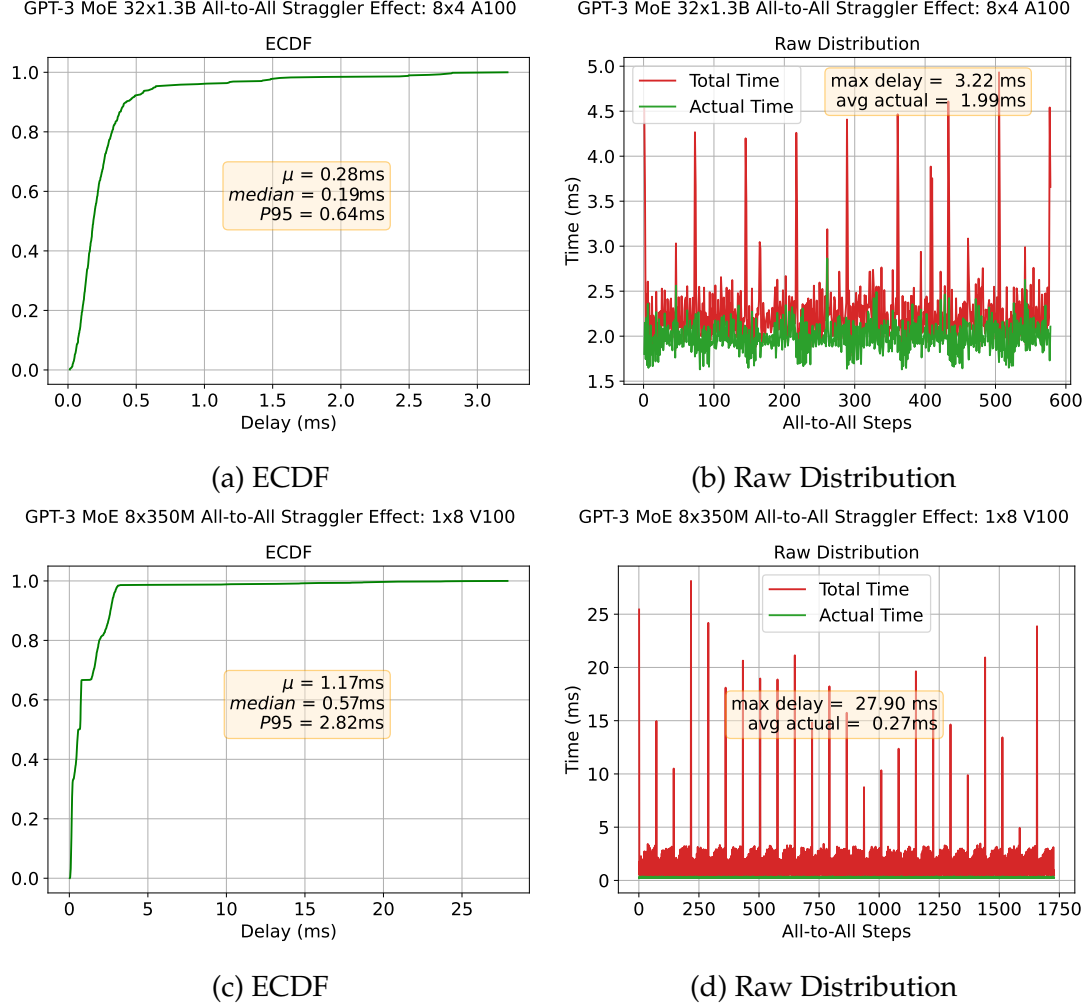 GPT-3 MoE 32x1.3B All-to-All Straggler Effect: 8x4 A100
ECDF
1.0
0.8
0.6
0.4
0.2
0.0
μ = 0.28ms
median = 0.19ms
P95 = 0.64ms
0.0 0.5 1.0 1.5 2.0 2.5 3.0
Delay (ms)
(a) ECDF
GPT-3 MoE 32x1.3B All-to-All Straggler Effect: 8x4 A100
Raw Distribution
Total Time
Actual Time
max delay = 3.22 ms
avg actual = 1.99ms
5.0
4.5
4.0
3.5
3.0
2.5
2.0
1.5
Time (ms)
0 100 200 300 400 500 600
All-to-All Steps
(b) Raw Distribution
GPT-3 MoE 8x350M All-to-All Straggler Effect: 1x8 V100
ECDF
1.0
0.8
0.6
0.4
0.2
0.0
μ = 1.17ms
median = 0.57ms
P95 = 2.82ms
0 5 10 15 20 25
Delay (ms)
(c) ECDF
GPT-3 MoE 8x350M All-to-All Straggler Effect: 1x8 V100
Raw Distribution
Total Time
Actual Time
max delay = 27.90 ms
avg actual = 0.27ms
25
20
15
10
5
0
Time (ms)
0 250 500 750 1000 1250 1500 1750
All-to-All Steps
(d) Raw Distribution